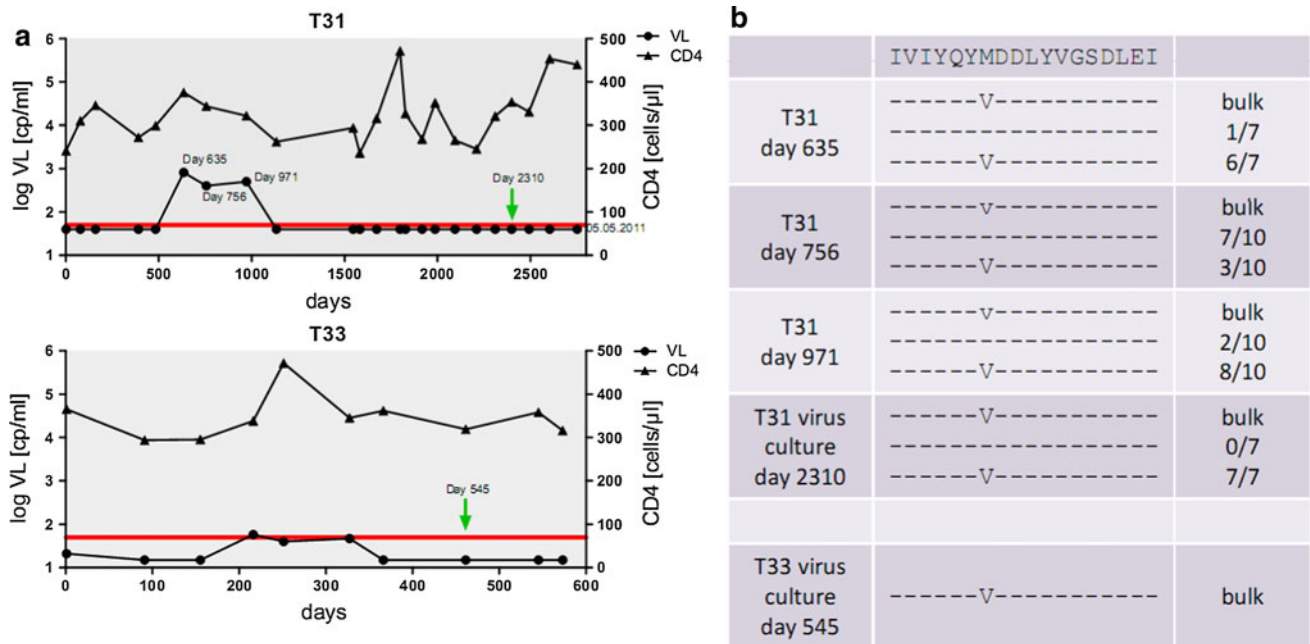 a
T31
VL
CD4
log VL [cp/ml]
6
5
4
3
2
1
500
400
300
200
100
0
CD4 [cells/µl]
Day 635
Day 756
Day 971
Day 2310
05.05.2011
0 500 1000 1500 2000 2500
days
T33
VL
CD4
log VL [cp/ml]
6
5
4
3
2
1
500
400
300
200
100
0
CD4 [cells/µl]
Day 545
0 100 200 300 400 500 600
days
b
IVIYQYMDDLYVGSDLEI
T31
day 635
------V----------- bulk
------------------ 1/7
------V----------- 6/7
T31
day 756
------V----------- bulk
------------------ 7/10
------V----------- 3/10
T31
day 971
------V----------- bulk
------------------ 2/10
------V----------- 8/10
T31 virus
culture
day 2310
------V----------- bulk
------------------ 0/7
------V----------- 7/7
T33 virus
culture
day 545
------V----------- bulk